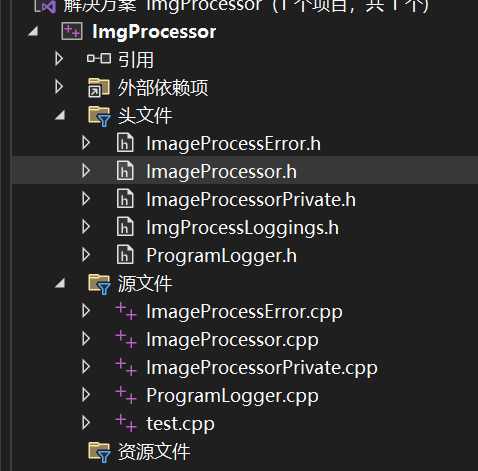 解决方案 "ImgProcessor" (1 个项目，共 1 个)
ImgProcessor
引用
外部依赖项
头文件
ImageProcessError.h
ImageProcessor.h
ImageProcessorPrivate.h
ImgProcessLoggings.h
ProgramLogger.h
源文件
ImageProcessError.cpp
ImageProcessor.cpp
ImageProcessorPrivate.cpp
ProgramLogger.cpp
test.cpp
资源文件